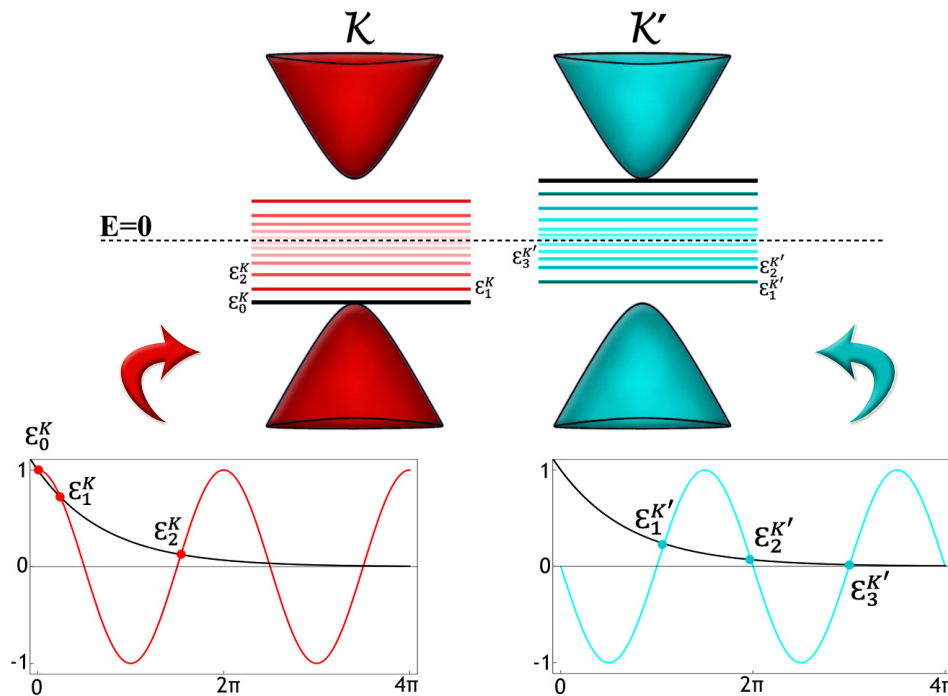 K K′
E=0
ε₃ᴷ′
ε₂ᴷ ε₂ᴷ′
ε₁ᴷ ε₁ᴷ′
ε₀ᴷ
ε₀ᴷ
1 ε₁ᴷ ε₂ᴷ
0
-1
0 2π 4π
1 ε₁ᴷ′ ε₂ᴷ′
0 ε₃ᴷ′
-1
0 2π 4π